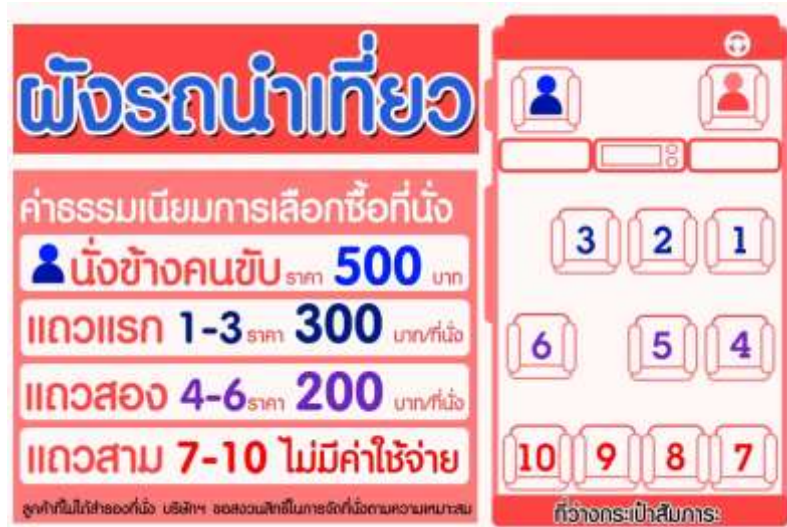 ผังรถนำเที่ยว
ค่าธรรมเนียมการเลือกซื้อที่นั่ง
นั่งข้างคนขับ ราคา 500 บาท
แถวแรก 1-3 ราคา 300 บาท/ที่นั่ง
แถวสอง 4-6 ราคา 200 บาท/ที่นั่ง
แถวสาม 7-10 ไม่มีค่าใช้จ่าย
ลูกค้าที่ไม่ได้สำรองที่นั่ง บริษัทฯ ขอสงวนสิทธิ์ในการจัดที่นั่งตามความเหมาะสม
3 2 1
6 5 4
10 9 8 7
ที่วางกระเป๋าสัมภาระ